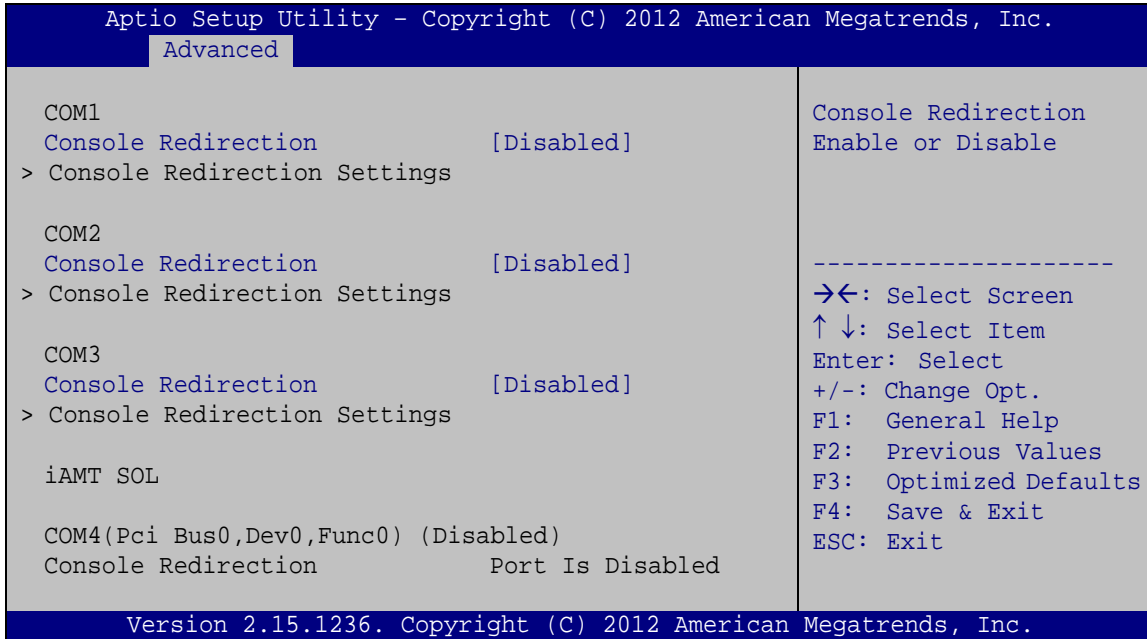 Aptio Setup Utility – Copyright (C) 2012 American Megatrends, Inc.
Advanced
COM1
Console Redirection [Disabled]
> Console Redirection Settings
COM2
Console Redirection [Disabled]
> Console Redirection Settings
COM3
Console Redirection [Disabled]
> Console Redirection Settings
iAMT SOL
COM4(Pci Bus0,Dev0,Func0) (Disabled)
Console Redirection Port Is Disabled
Console Redirection
Enable or Disable
---------------------
→←: Select Screen
↑ ↓: Select Item
Enter: Select
+/-: Change Opt.
F1: General Help
F2: Previous Values
F3: Optimized Defaults
F4: Save & Exit
ESC: Exit
Version 2.15.1236. Copyright (C) 2012 American Megatrends, Inc.